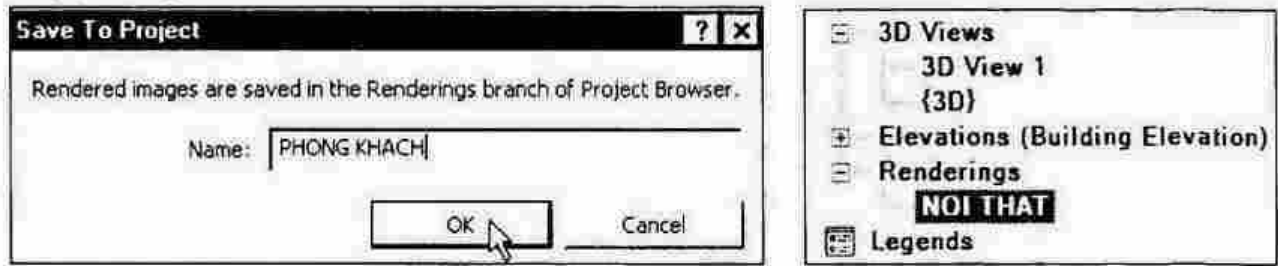 Save To Project
? X
Rendered images are saved in the Renderings branch of Project Browser.
Name: PHONG KHACH
OK Cancel
3D Views
3D View 1
{3D}
Elevations (Building Elevation)
Renderings
NOI THAT
Legends